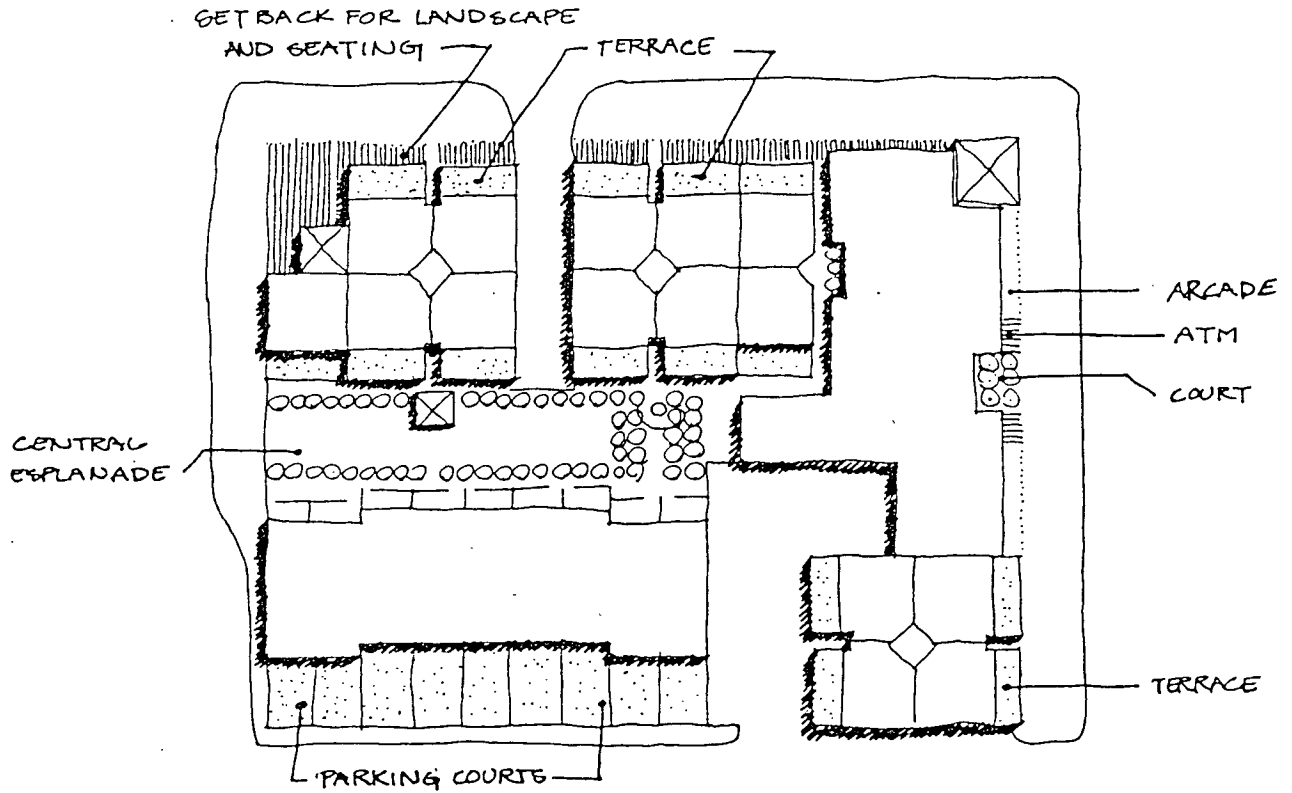 SETBACK FOR LANDSCAPE
AND SEATING
TERRACE
ARCADE
ATM
COURT
CENTRAL
ESPLANADE
TERRACE
PARKING COURTS